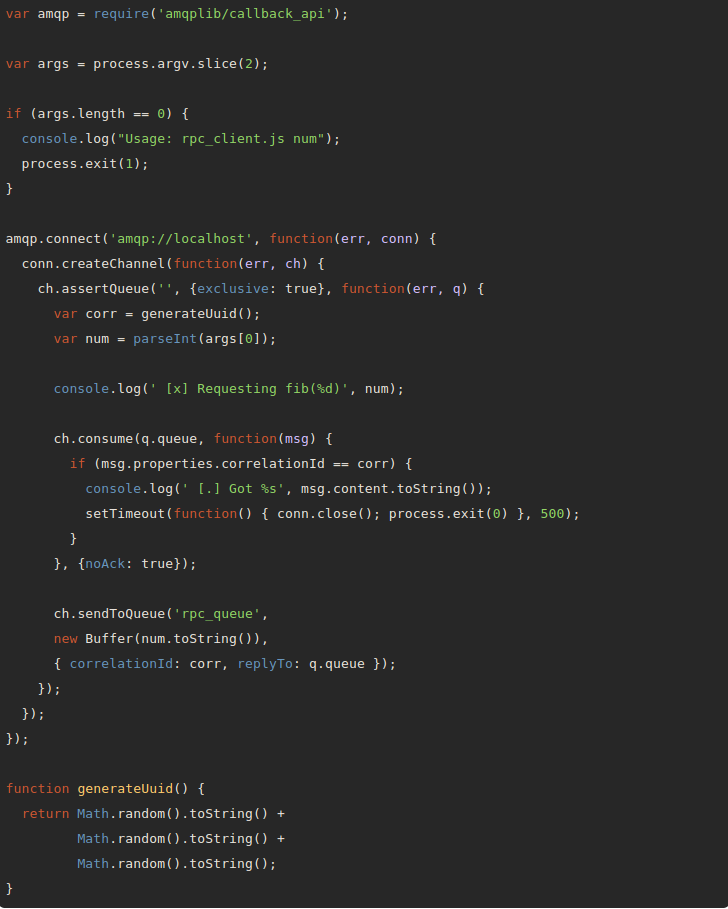 var amqp = require('amqplib/callback_api');

var args = process.argv.slice(2);

if (args.length == 0) {
  console.log("Usage: rpc_client.js num");
  process.exit(1);
}

amqp.connect('amqp://localhost', function(err, conn) {
  conn.createChannel(function(err, ch) {
    ch.assertQueue('', {exclusive: true}, function(err, q) {
      var corr = generateUuid();
      var num = parseInt(args[0]);

      console.log(' [x] Requesting fib(%d)', num);

      ch.consume(q.queue, function(msg) {
        if (msg.properties.correlationId == corr) {
          console.log(' [.] Got %s', msg.content.toString());
          setTimeout(function() { conn.close(); process.exit(0) }, 500);
        }
      }, {noAck: true});

      ch.sendToQueue('rpc_queue',
      new Buffer(num.toString()),
      { correlationId: corr, replyTo: q.queue });
    });
  });
});

function generateUuid() {
  return Math.random().toString() +
         Math.random().toString() +
         Math.random().toString();
}